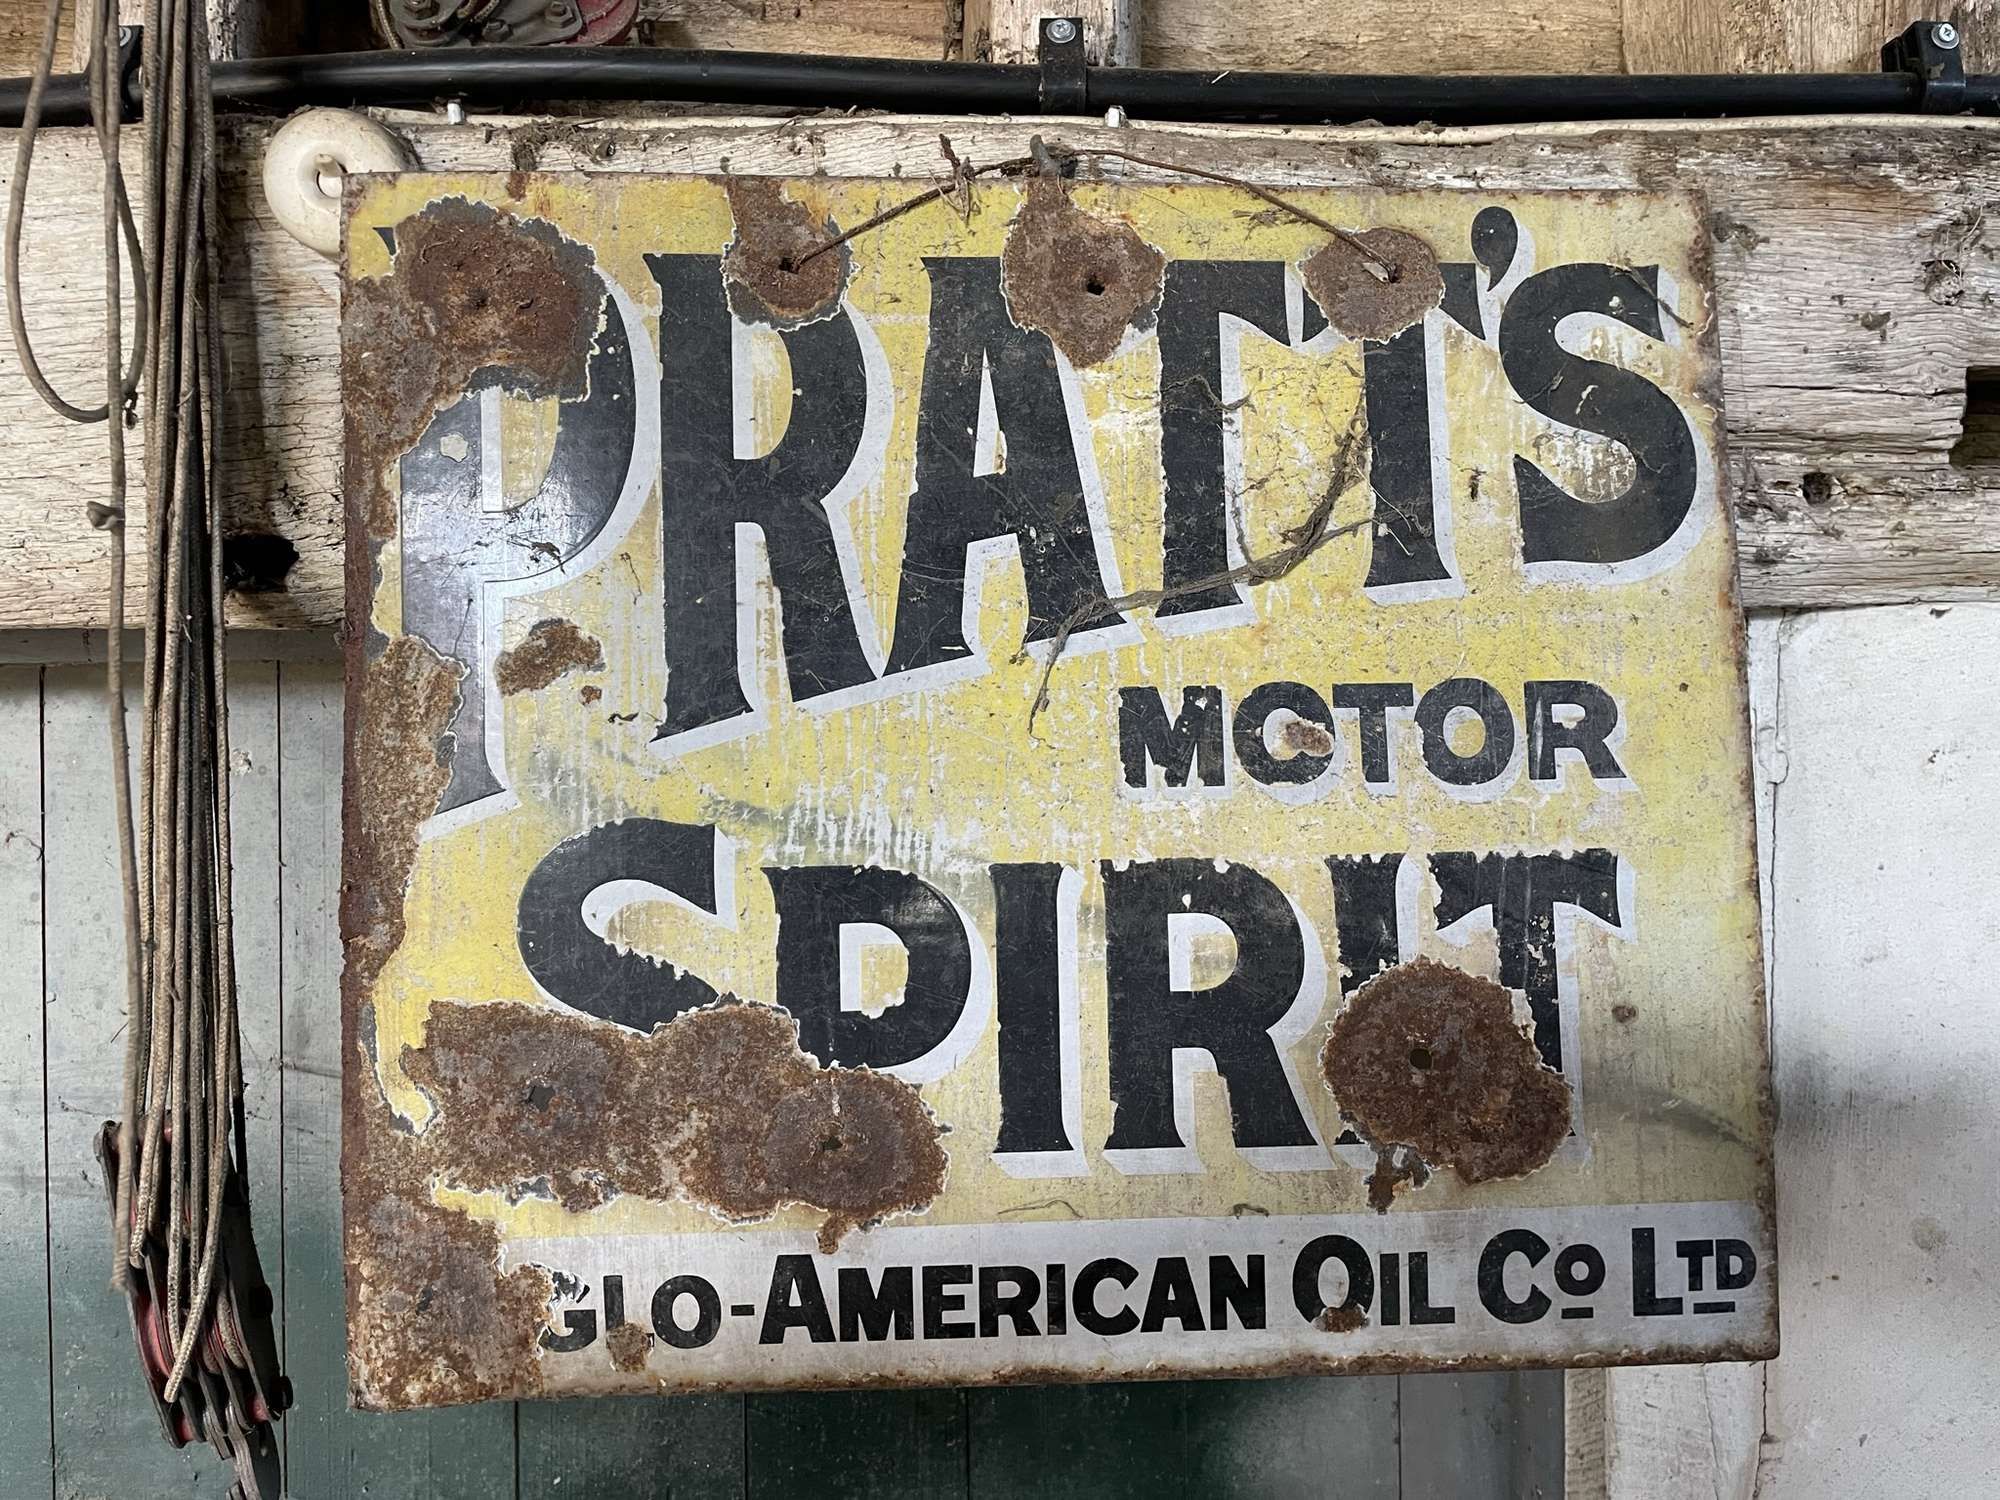 PRATT'S
MOTOR
SPIRIT
GLO-AMERICAN OIL CO LTD